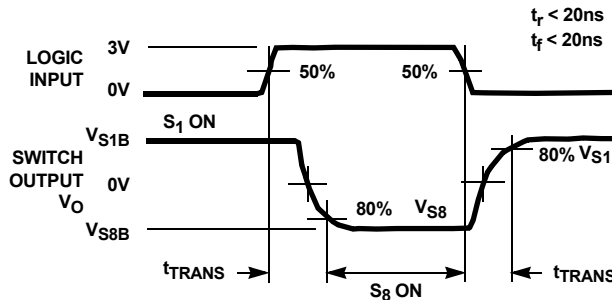 tr < 20ns
tf < 20ns
LOGIC
INPUT
3V
0V
50%
50%
S1 ON
VS1B
SWITCH
OUTPUT
VO
0V
VS8B
80%
VS8
80%
VS1
tTRANS
S8 ON
tTRANS